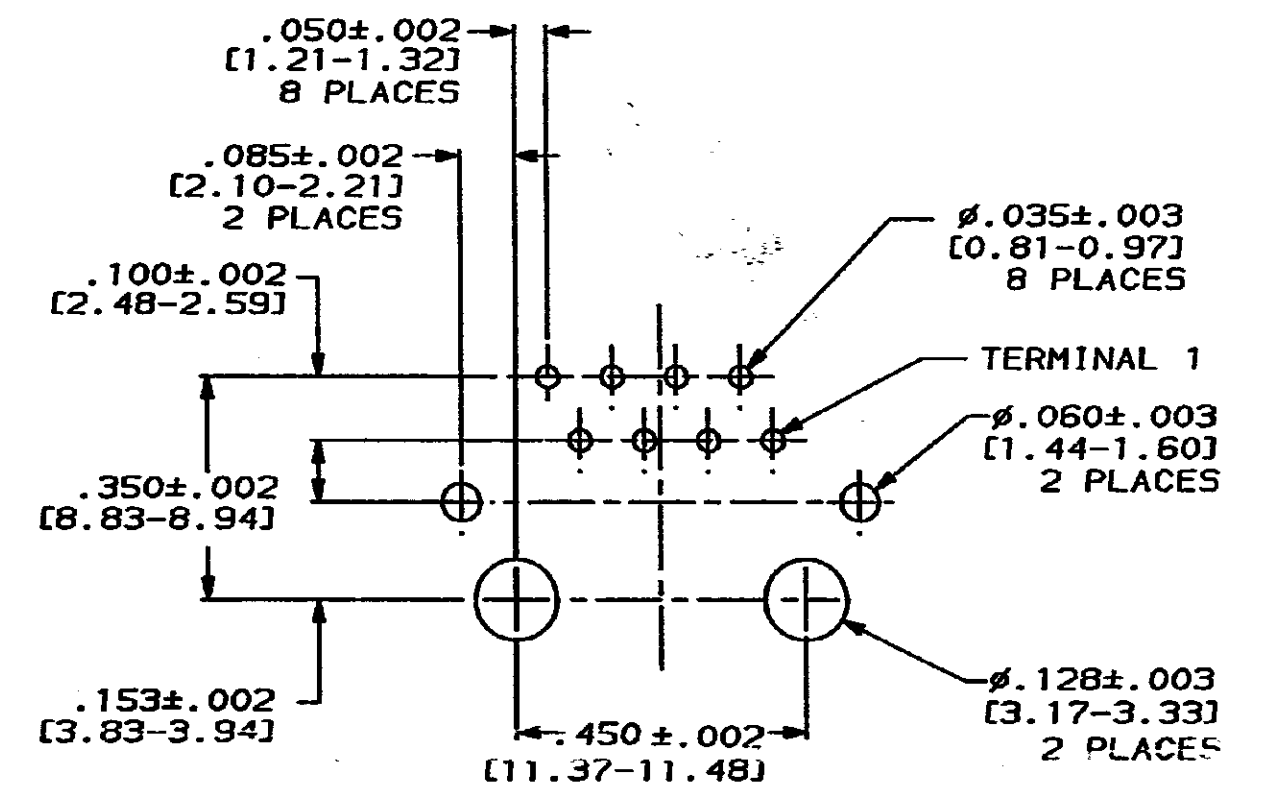 .050±.002
[1.21-1.32]
8 PLACES
.085±.002
[2.10-2.21]
2 PLACES
.100±.002
[2.48-2.59]
ø.035±.003
[0.81-0.97]
8 PLACES
TERMINAL 1
ø.060±.003
[1.44-1.60]
2 PLACES
.350±.002
[8.83-8.94]
.153±.002
[3.83-3.94]
.450±.002
[11.37-11.48]
ø.128±.003
[3.17-3.33]
2 PLACES